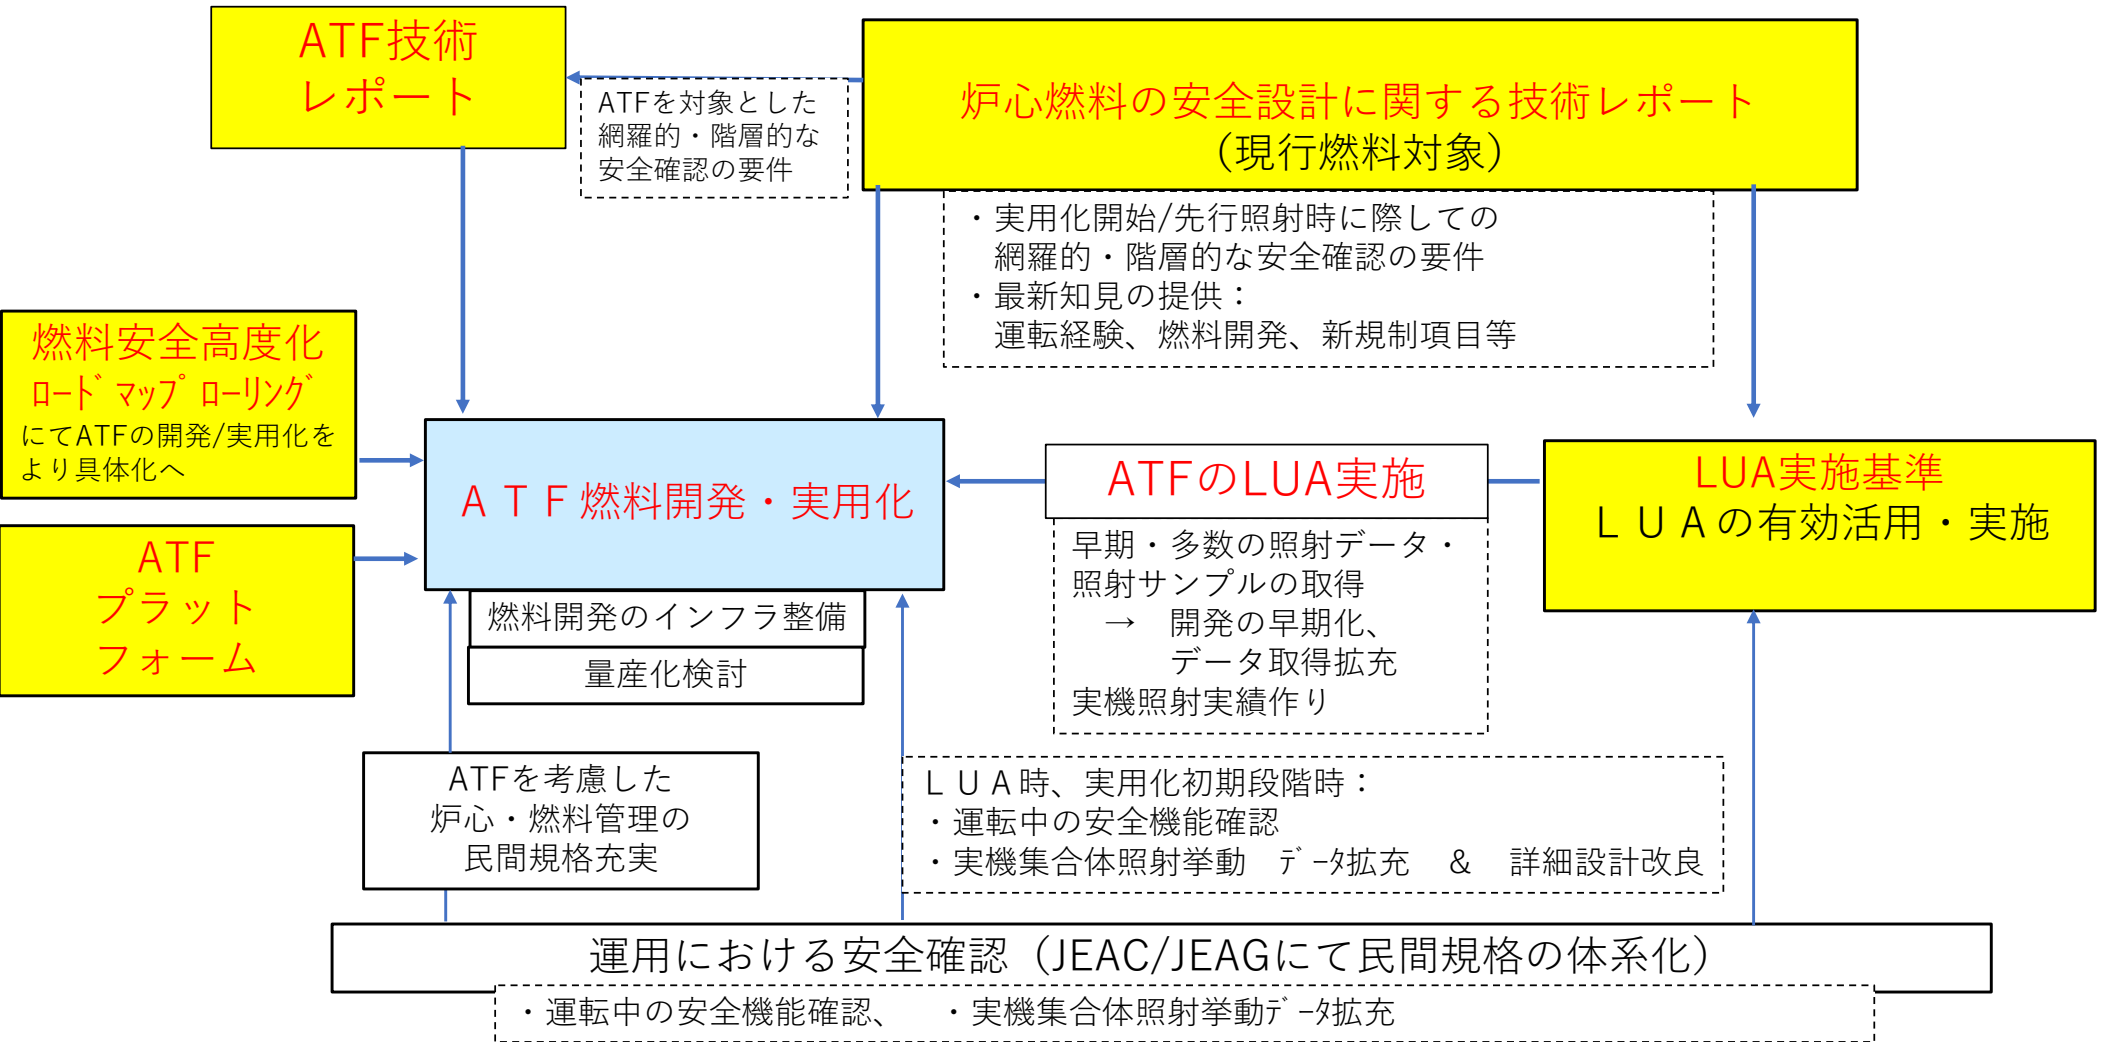 ATF技術
レポート
ATFを対象とした
網羅的・階層的な
安全確認の要件
炉心燃料の安全設計に関する技術レポート
（現行燃料対象）
・実用化開始/先行照射時に際しての
網羅的・階層的な安全確認の要件
・最新知見の提供：
運転経験、燃料開発、新規制項目等
燃料安全高度化
ﾛｰﾄﾞﾏｯﾌﾟﾛｰﾘﾝｸﾞ
にてATFの開発/実用化を
より具体化へ
ＡＴＦ燃料開発・実用化
ATFのLUA実施
LUA実施基準
ＬＵＡの有効活用・実施
早期・多数の照射データ・
照射サンプルの取得
→　開発の早期化、
データ取得拡充
実機照射実績作り
ATF
プラット
フォーム
燃料開発のインフラ整備
量産化検討
ATFを考慮した
炉心・燃料管理の
民間規格充実
ＬＵＡ時、実用化初期段階時：
・運転中の安全機能確認
・実機集合体照射挙動　ﾃﾞｰﾀ拡充　＆　詳細設計改良
運用における安全確認（JEAC/JEAGにて民間規格の体系化）
・運転中の安全機能確認、　・実機集合体照射挙動ﾃﾞｰﾀ拡充